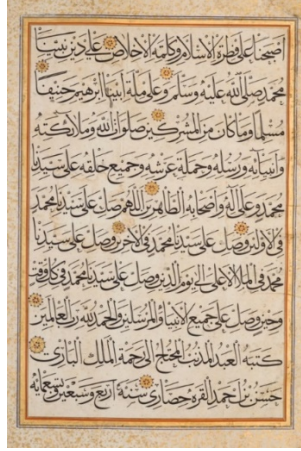 أصبحنا على فطرة الإسلام وكلمة الإخلاص وعلى دين نبينا
محمد صلى الله عليه وسلم وعلى ملة أبينا إبرهيم حنيفا
مسلما وما كان من المشركين صلوات الله وملائكته
وأنبيائه ورسله وحملة عرشه وجميع خلقه على سيدنا
محمد وعلى آله وأصحابه الطاهرين اللهم صل على سيدنا محمد
في الأولين وصل على سيدنا محمد في الآخرين وصل على سيدنا
محمد في الملأ الأعلى إلى يوم الدين وصل على سيدنا محمد في كل وقت
وحين وصل على جميع الأنبياء والمرسلين والحمد لله رب العالمين
كتبه العبد المذنب المحتاج إلى رحمة الملك الباري
حسن بن أحمد القره حصاري سنة أربع وسبعين وتسعمائة